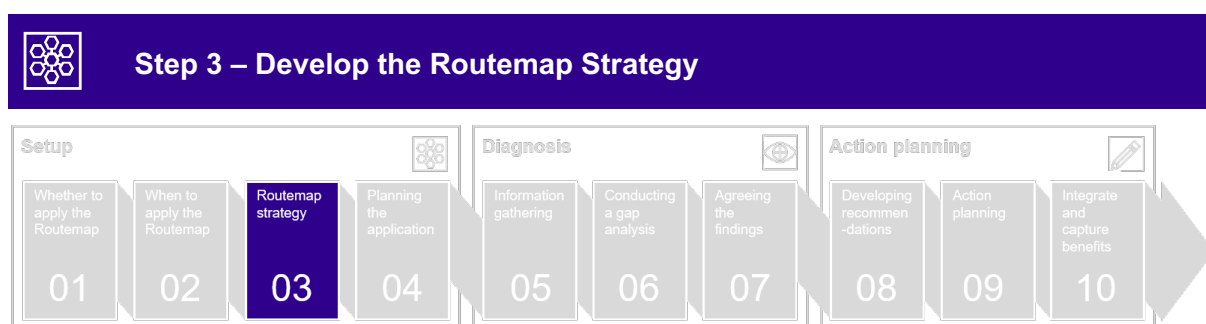 Step 3 – Develop the Routemap Strategy
Setup
Diagnosis
Action planning
Whether to
apply the
Routemap
01
When to
apply the
Routemap
02
Routemap
strategy
03
Planning
the
application
04
Information
gathering
05
Conducting
a gap
analysis
06
Agreeing
the
findings
07
Developing
recommen
-dations
08
Action
planning
09
Integrate
and
capture
benefits
10